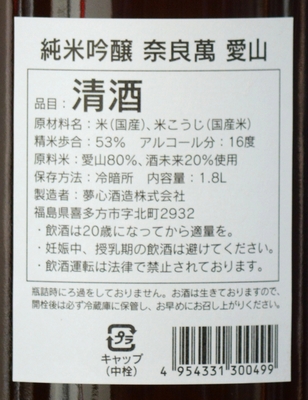 純米吟醸 奈良萬 愛山
品目：清酒
原材料名：米（国産）、米こうじ（国産米）
精米歩合：53% アルコール分：16度
原料米：愛山80%、酒未来20%使用
保存方法：冷暗所 内容量：1.8L
製造者：夢心酒造株式会社
福島県喜多方市字北町2932
・飲酒は20歳になってから適量を。
・妊娠中、授乳期の飲酒は避けてください。
・飲酒運転は法律で禁止されております。
瓶詰時にろ過をしておりません。お酒は生きておりますので、
開栓後は必ず冷蔵庫に保管し、お早めにお召し上がりください。
プラ
キャップ
（中栓）
4 954331 300499